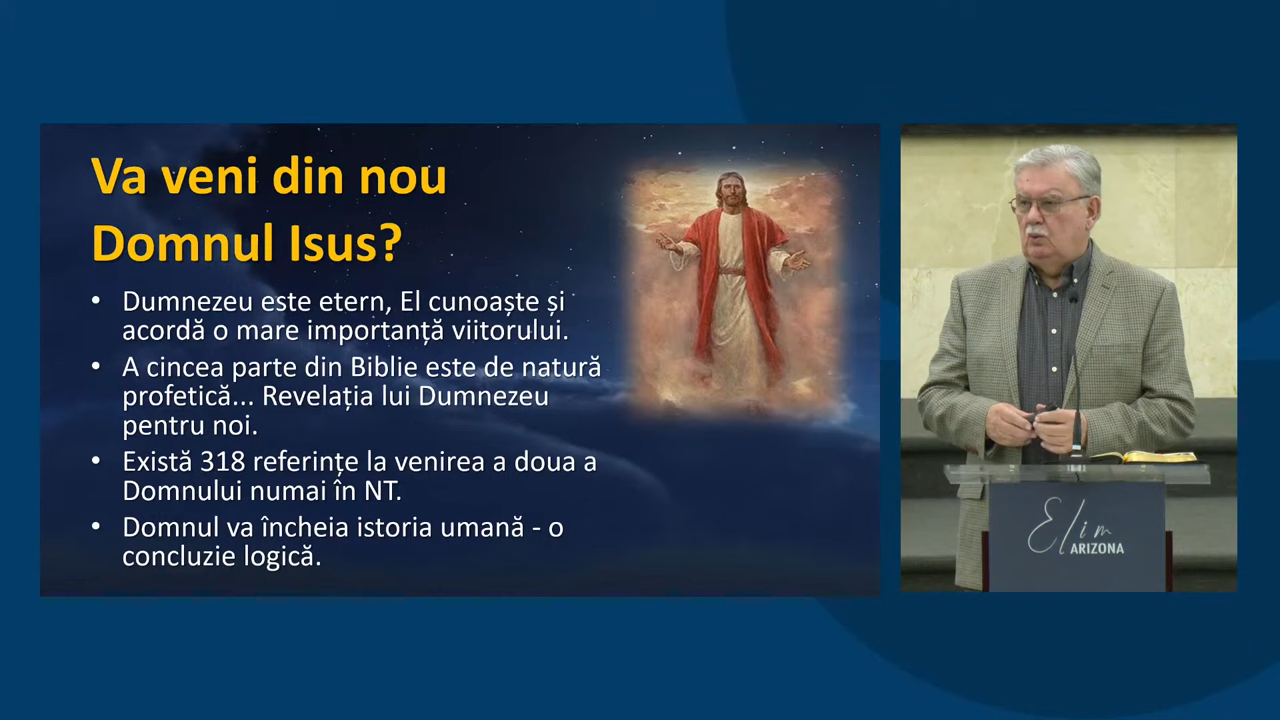 Va veni din nou
Domnul Isus?
• Dumnezeu este etern, El cunoaște și
acordă o mare importanță viitorului.
• A cincea parte din Biblie este de natură
profetică... Revelația lui Dumnezeu
pentru noi.
• Există 318 referințe la venirea a doua a
Domnului numai în NT.
• Domnul va încheia istoria umană - o
concluzie logică.
Elim
ARIZONA